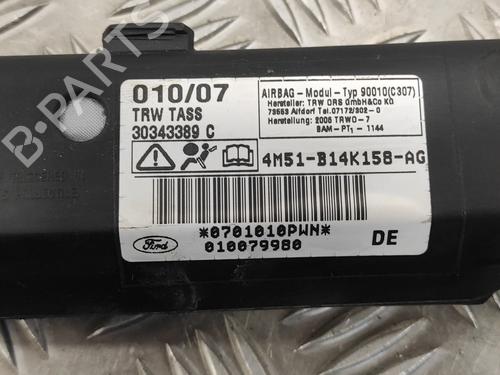 010/07
TRW TASS
30343389 C
AIRBAG - Modul - Typ 90010(C307)
Hersteller: TRW ORS GmbH&Co KG
73553 Alfdorf Tel.07172/302-0
Herstellung: 2006 TRWO-7
BAM-PT1 - 1144
4M51-B14K158-AG
*0701010PWN*
010079980
Ford
DE
B